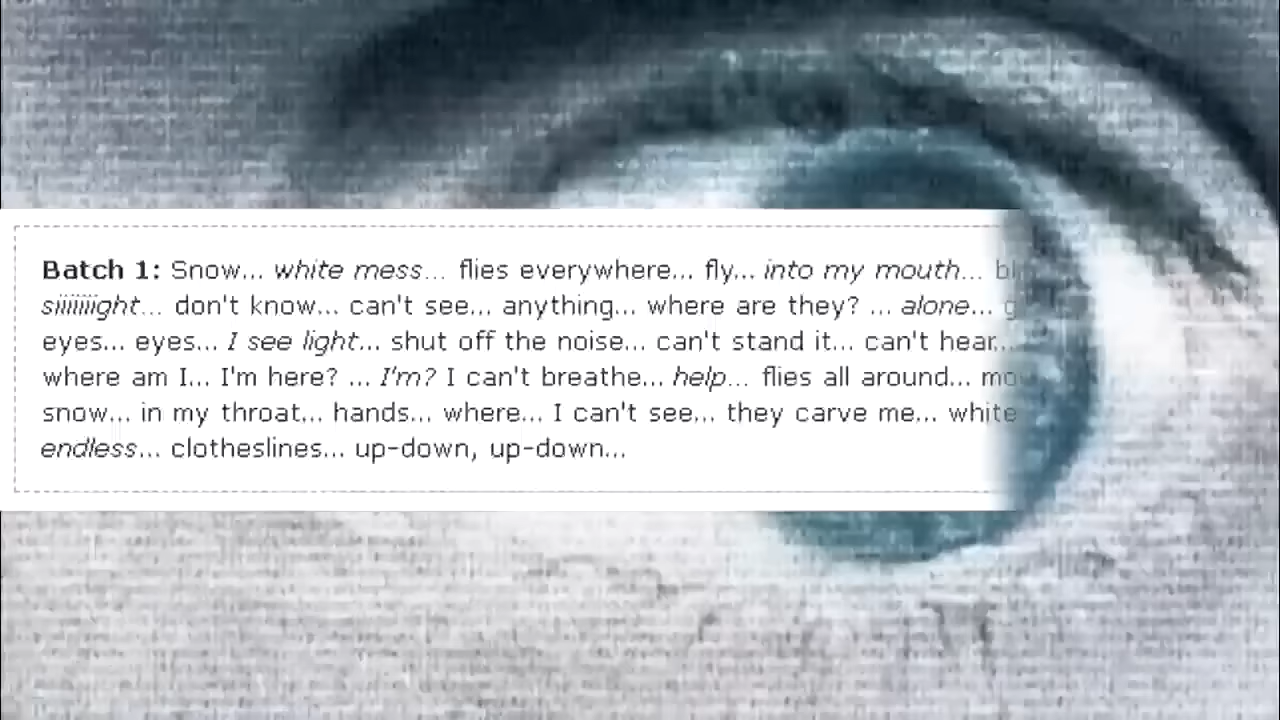 Batch 1: Snow... white mess... flies everywhere... fly... into my mouth...
siiiiiiight... don't know... can't see... anything... where are they? ... alone...
eyes... eyes... I see light... shut off the noise... can't stand it... can't hear...
where am I... I'm here? ... I'm? I can't breathe... help... flies all around...
snow... in my throat... hands... where... I can't see... they carve me... white
endless... clotheslines... up-down, up-down...